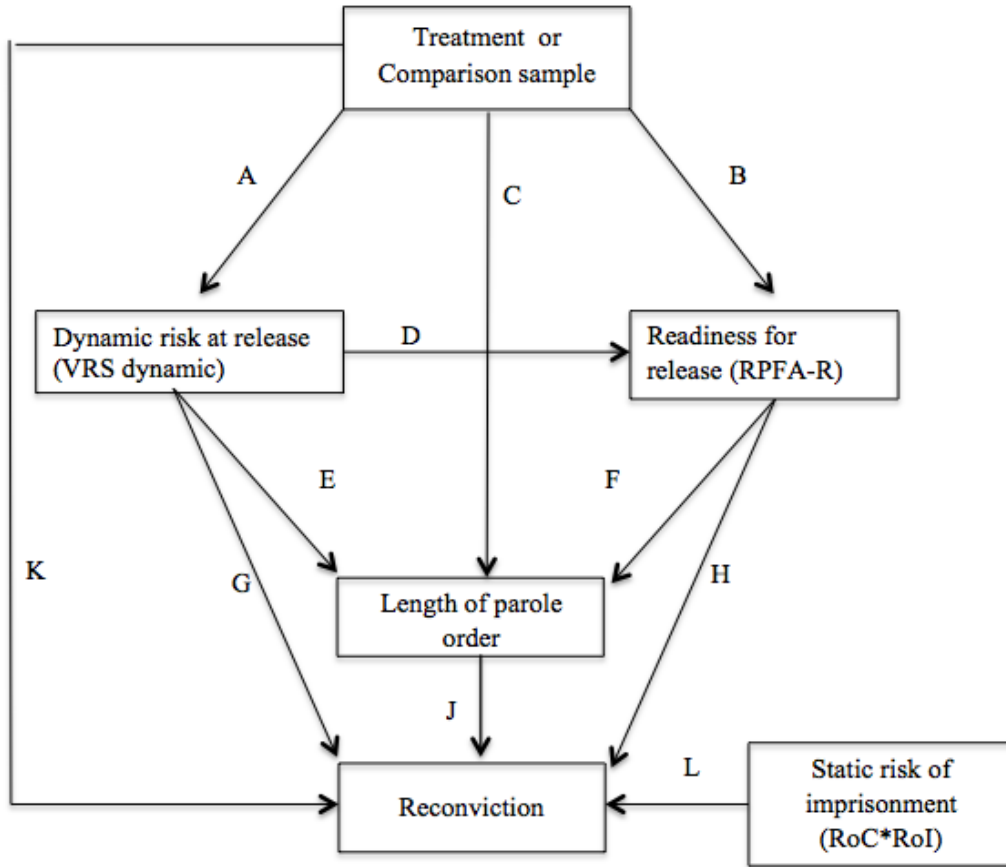 Treatment or
Comparison sample
A
B
C
Dynamic risk at release
(VRS dynamic)
D
Readiness for
release (RPFA-R)
E
F
K
G
H
Length of parole
order
J
L
Reconviction
Static risk of
imprisonment
(RoC*RoI)